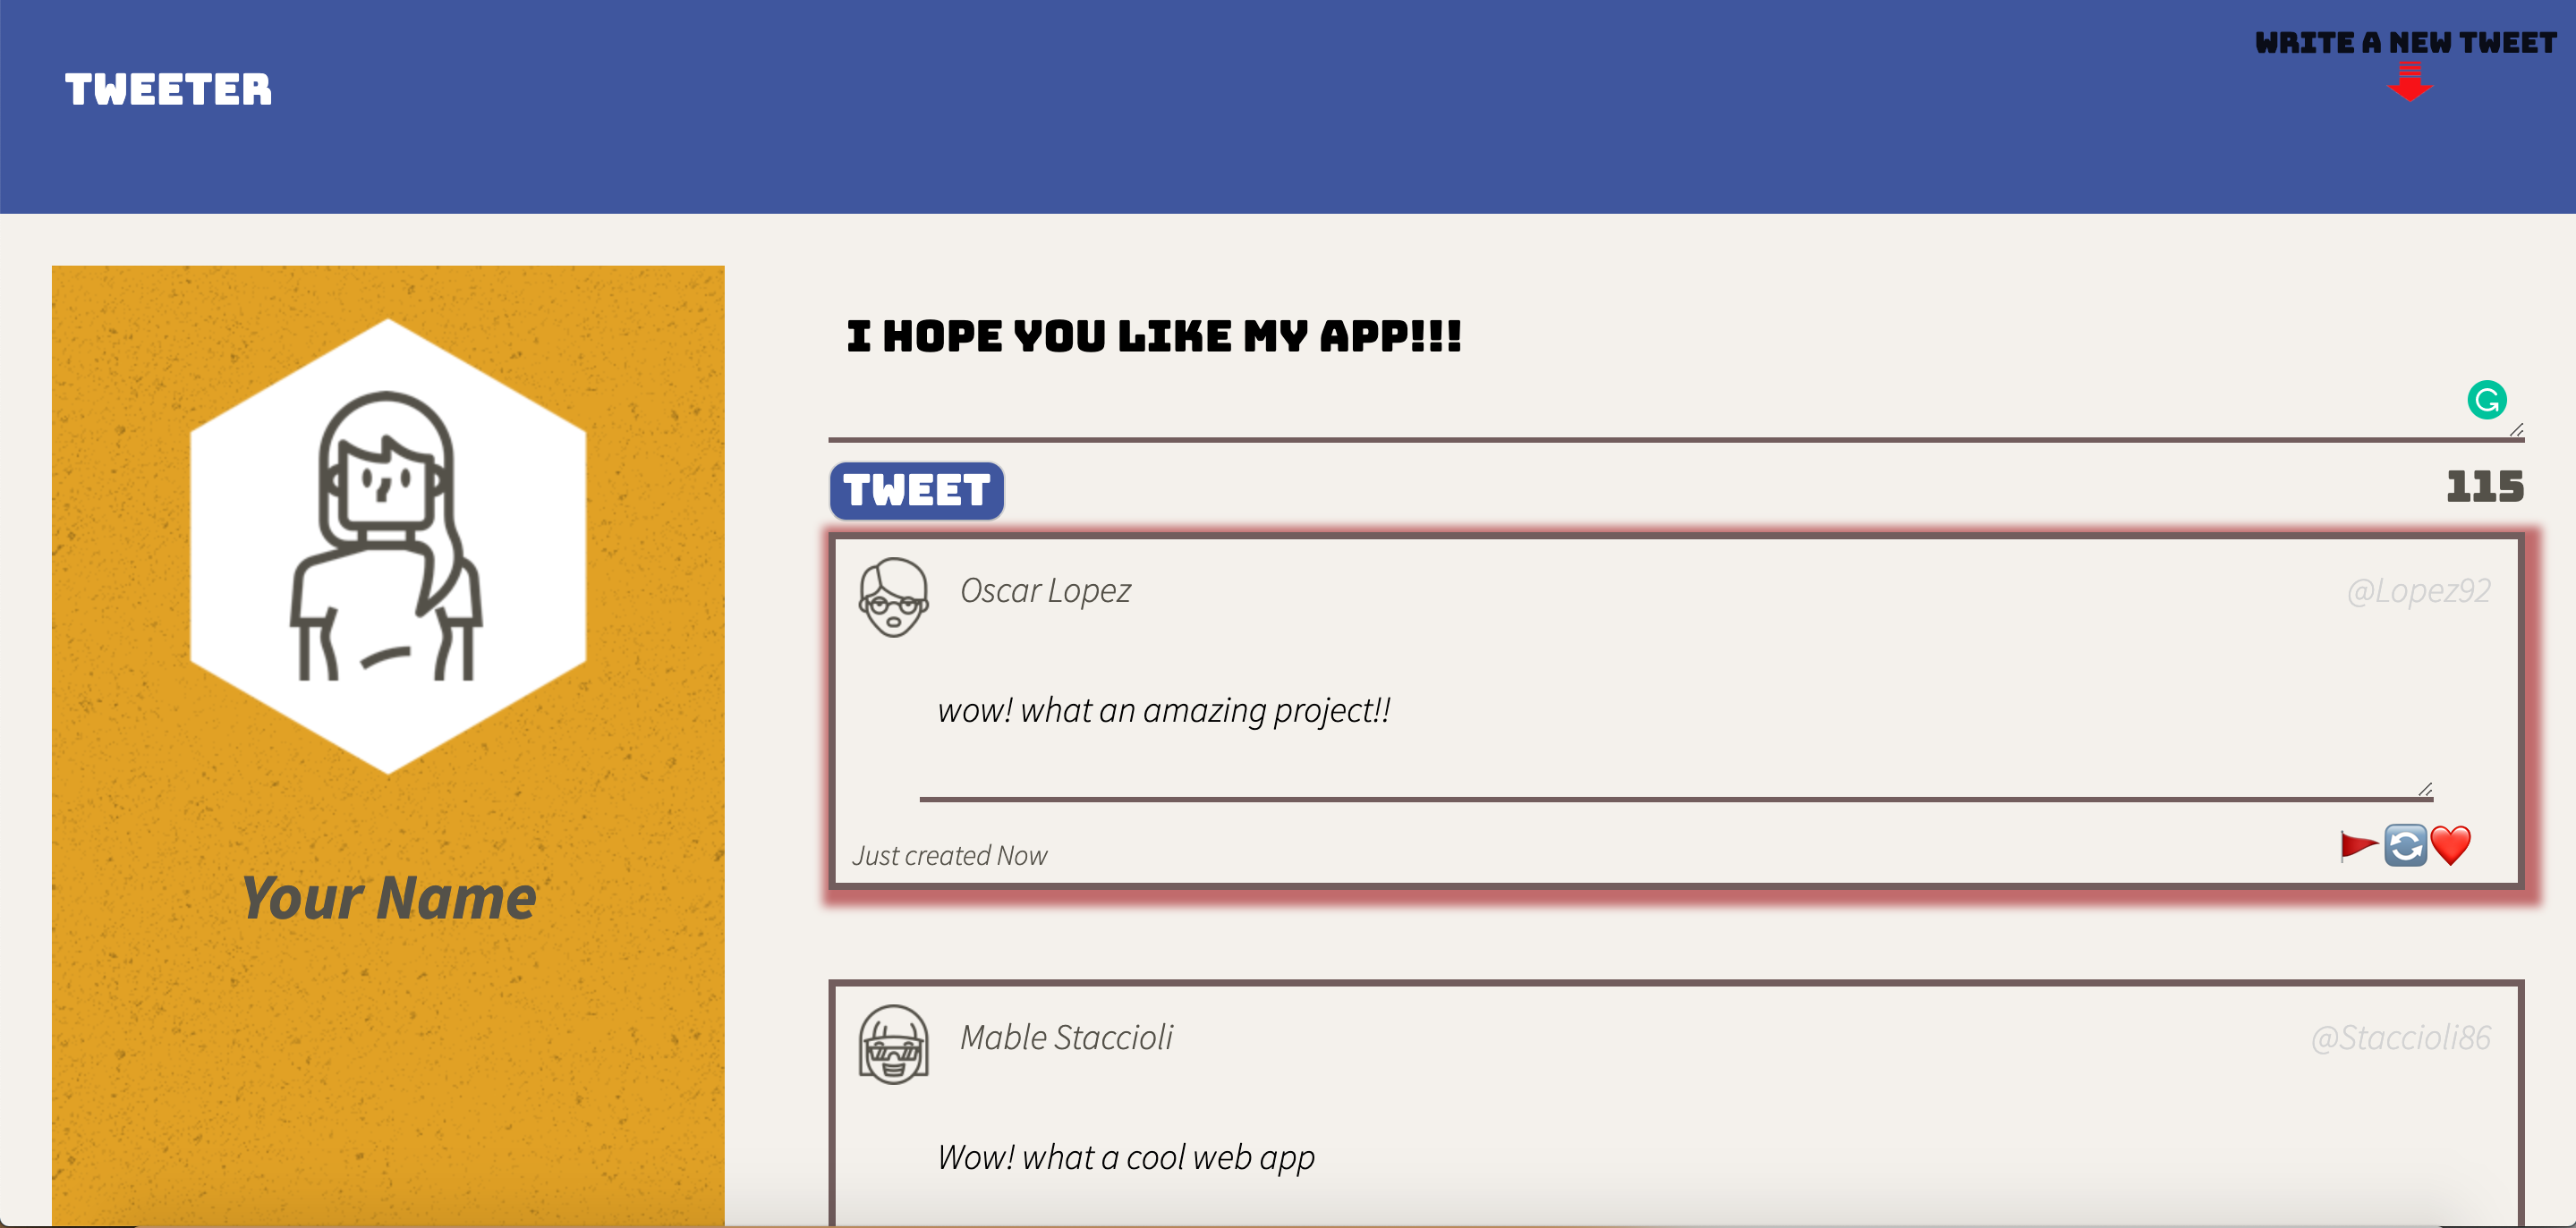 WRITE A NEW TWEET
TWEETER
I HOPE YOU LIKE MY APP!!!
TWEET
115
Oscar Lopez
@Lopez92
wow! what an amazing project!!
Just created Now
Your Name
Mable Staccioli
@Staccioli86
Wow! what a cool web app